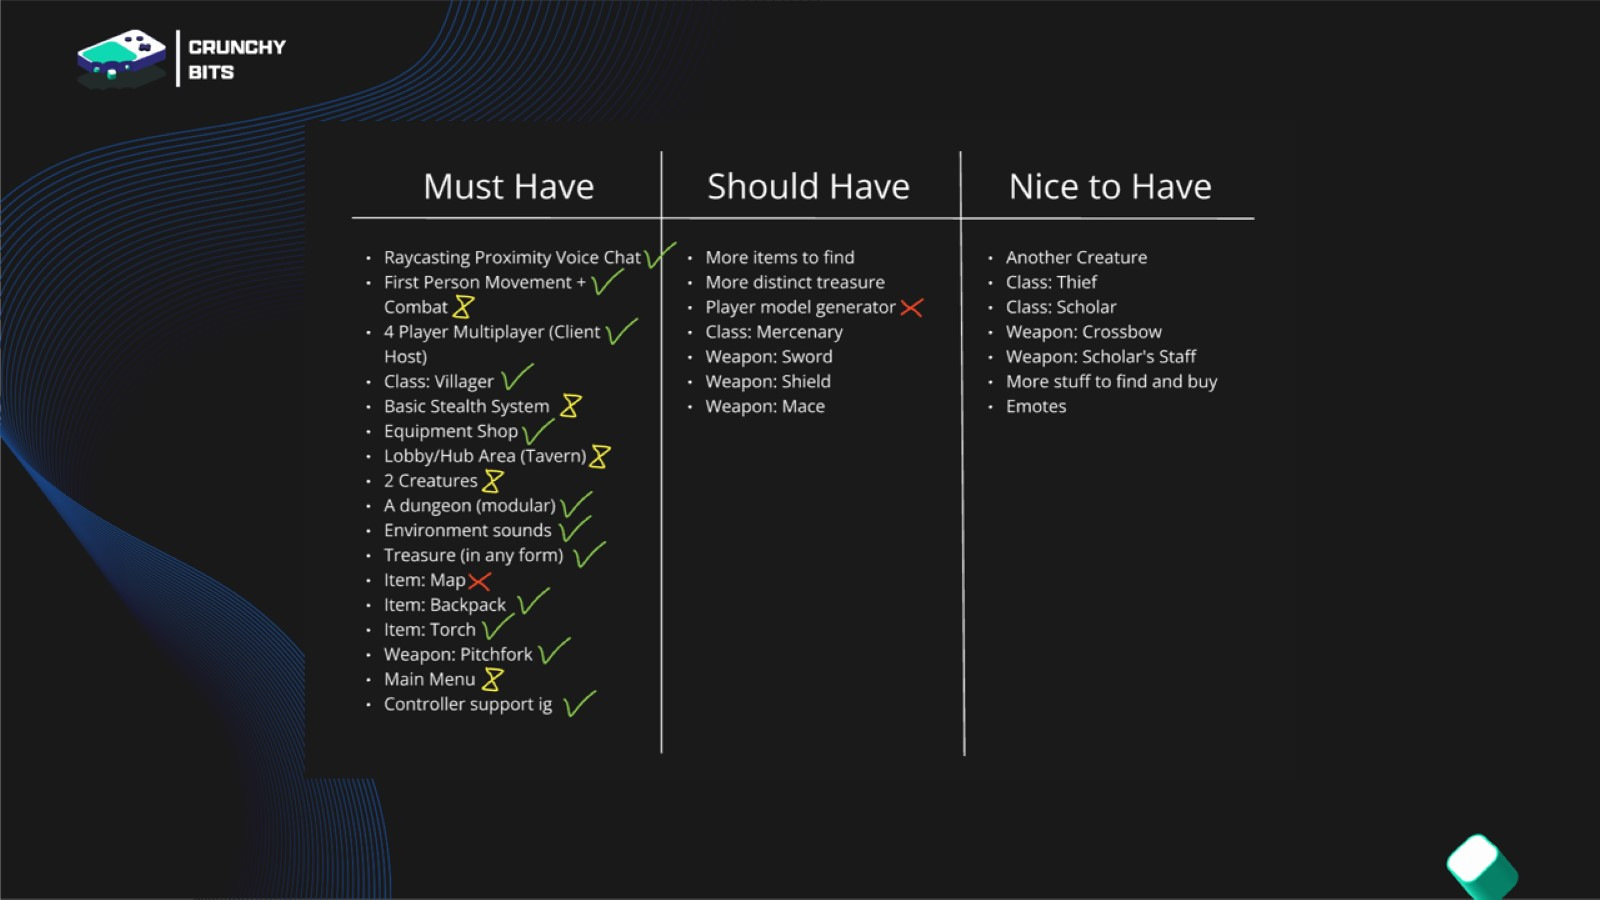 CRUNCHY
BITS
Must Have
Should Have
Nice to Have
Raycasting Proximity Voice Chat
First Person Movement +
Combat
4 Player Multiplayer (Client
Host)
Class: Villager
Basic Stealth System
Equipment Shop
Lobby/Hub Area (Tavern)
2 Creatures
A dungeon (modular)
Environment sounds
Treasure (in any form)
Item: Map
Item: Backpack
Item: Torch
Weapon: Pitchfork
Main Menu
Controller support ig
More items to find
More distinct treasure
Player model generator
Class: Mercenary
Weapon: Sword
Weapon: Shield
Weapon: Mace
Another Creature
Class: Thief
Class: Scholar
Weapon: Crossbow
Weapon: Scholar's Staff
More stuff to find and buy
Emotes